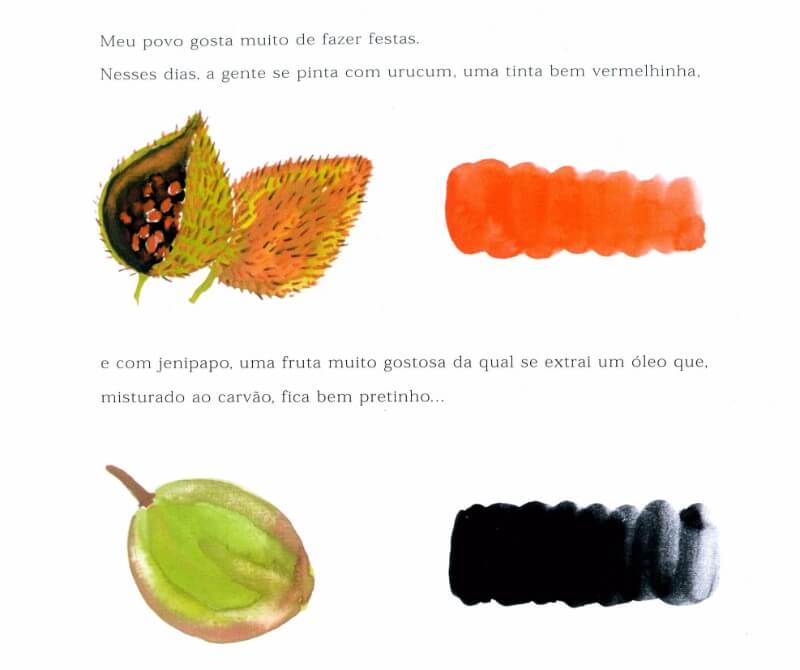 Meu povo gosta muito de fazer festas.
Nesses dias, a gente se pinta com urucum, uma tinta bem vermelhinha,
e com jenipapo, uma fruta muito gostosa da qual se extrai um óleo que,
misturado ao carvão, fica bem pretinho...